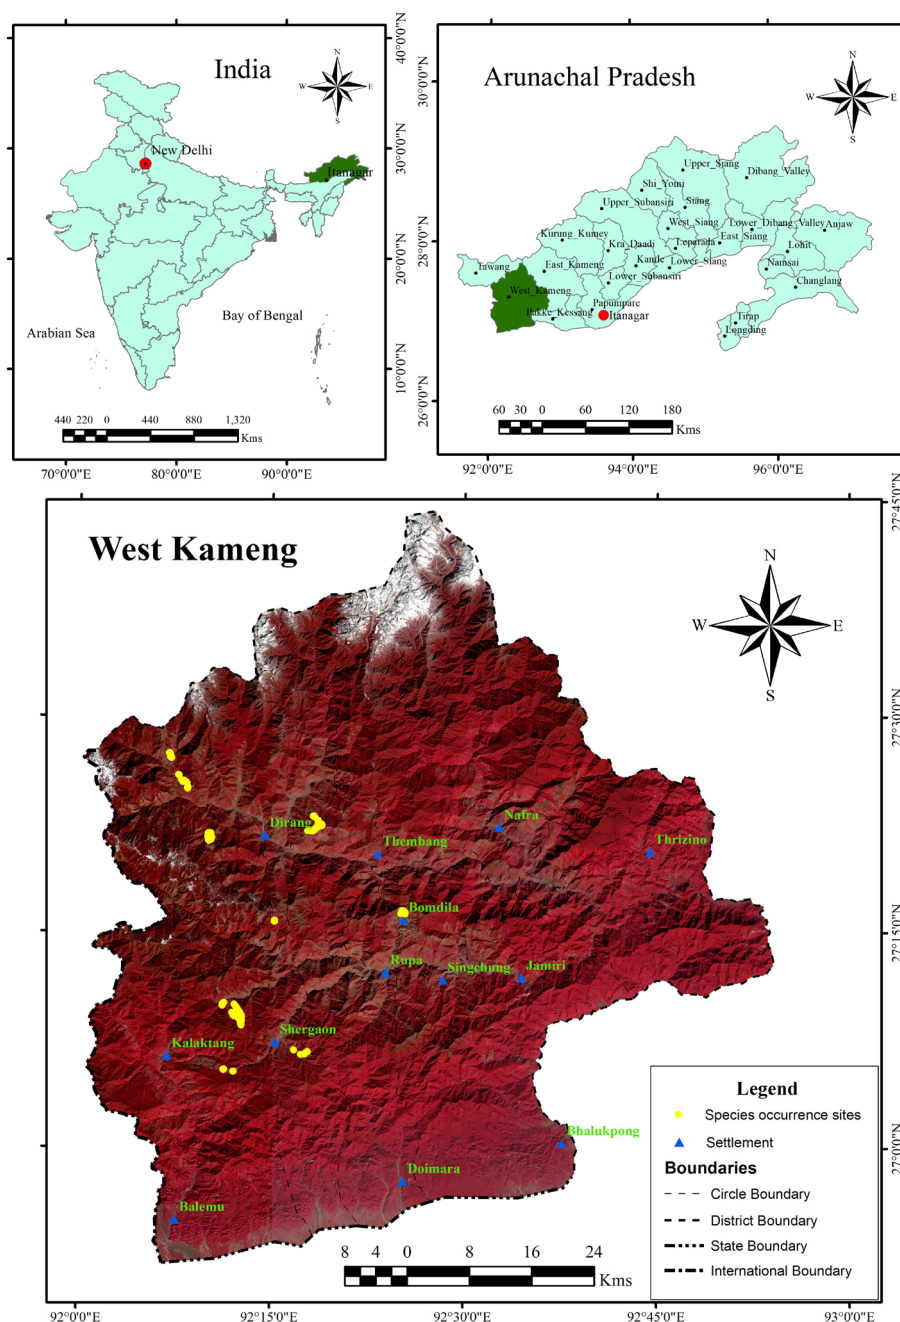 India
N
W
E
S
New Delhi
Itanagar
Arabian Sea
Bay of Bengal
440 220 0 440 880 1,320
Kms
70°0'0"E 80°0'0"E 90°0'0"E
40°0'0"N
30°0'0"N
20°0'0"N
10°0'0"N
Arunachal Pradesh
N
W
E
S
Upper_Siang
Dibang_Valley
Shi_Yomi
Upper_Subansiri
Siang
West_Siang
Lower_Dibang_Valley
Anjaw
Kurung_Kumey
Kra_Daadi
Leparada
East_Siang
Lohit
Tawang
East_Kameng
Kamle
Lower_Siang
Namsai
Lower_Subansiri
Changlang
West_Kameng
Papumpare
Pakke_Kessang
Itanagar
Tirap
Longding
60 30 0 60 120 180
Kms
92°0'0"E 94°0'0"E 96°0'0"E
30°0'0"N
28°0'0"N
26°0'0"N
West Kameng
N
W
E
S
Dirang
Nafra
Thembang
Thrizino
Bomdila
Rupa
Singchung
Jamiri
Shergaon
Kalaktang
Bhalukpong
Doimara
Balemu
8 4 0 8 16 24
Kms
Legend
Species occurrence sites
Settlement
Boundaries
Circle Boundary
District Boundary
State Boundary
International Boundary
27°45'0"N
27°30'0"N
27°15'0"N
27°0'0"N
92°0'0"E 92°15'0"E 92°30'0"E 92°45'0"E 93°0'0"E